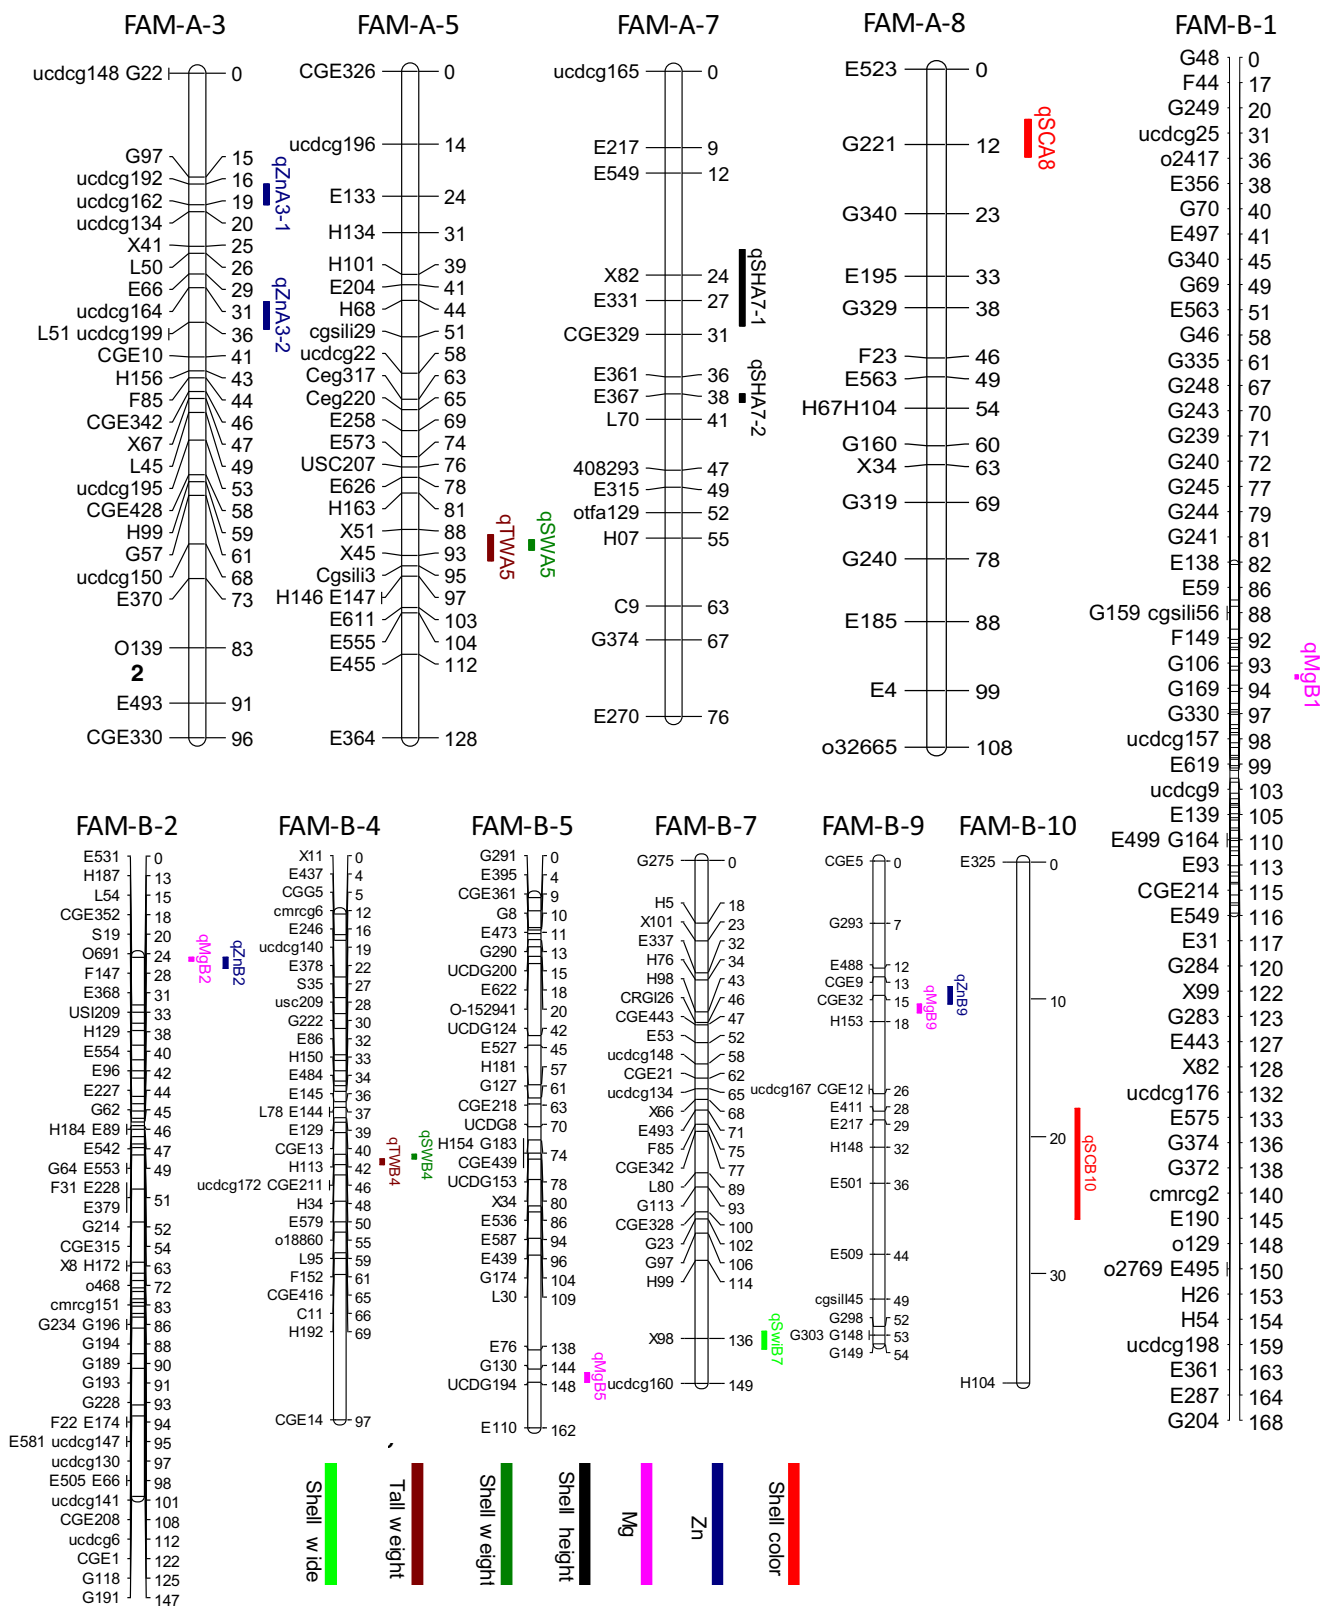 FAM-A-3
ucdcg148 G22 0
G97 15
ucdcg192 16
ucdcg162 19
ucdcg134 20
X41 25
L50 26
E66 29
ucdcg164 31
L51 ucdcg199 36
CGE10 41
H156 43
F85 44
CGE342 46
X67 47
L45 49
ucdcg195 53
CGE428 58
H99 59
G57 61
ucdcg150 68
E370 73
O139 83
2
E493 91
CGE330 96
qZnA3-1
qZnA3-2
FAM-A-5
CGE326 0
ucdcg196 14
E133 24
H134 31
H101 39
E204 41
H68 44
cgsili29 51
ucdcg22 58
Ceg317 63
Ceg220 65
E258 69
E573 74
USC207 76
E626 78
H163 81
X51 88
X45 93
Cgsili3 95
H146 E147 97
E611 103
E555 104
E455 112
E364 128
qTWA5
qSWA5
FAM-A-7
ucdcg165 0
E217 9
E549 12
X82 24
E331 27
CGE329 31
E361 36
E367 38
L70 41
408293 47
E315 49
otfa129 52
H07 55
C9 63
G374 67
E270 76
qSHA7-1
qSHA7-2
FAM-A-8
E523 0
G221 12
G340 23
E195 33
G329 38
F23 46
E563 49
H67H104 54
G160 60
X34 63
G319 69
G240 78
E185 88
E4 99
o32665 108
qSCA8
FAM-B-1
G48 0
F44 17
G249 20
ucdcg25 31
o2417 36
E356 38
G70 40
E497 41
G340 45
G69 49
E563 51
G46 58
G335 61
G248 67
G243 70
G239 71
G240 72
G245 77
G244 79
G241 81
E138 82
E59 86
G159 cgsili56 88
F149 92
G106 93
G169 94
G330 97
ucdcg157 98
E619 99
ucdcg9 103
E139 105
E499 G164 110
E93 113
CGE214 115
E549 116
E31 117
G284 120
X99 122
G283 123
E443 127
X82 128
ucdcg176 132
E575 133
G374 136
G372 138
cmrcg2 140
E190 145
o129 148
o2769 E495 150
H26 153
H54 154
ucdcg198 159
E361 163
E287 164
G204 168
qMgB1
FAM-B-2
E531 0
H187 13
L54 15
CGE352 18
S19 20
O691 24
F147 28
E368 31
USI209 33
H129 38
E554 40
E96 42
E227 44
G62 45
H184 E89 46
E542 47
G64 E553 49
F31 E228 51
E379
G214 52
CGE315 54
X8 H172 63
o468 72
cmrcg151 83
G234 G196 86
G194 88
G189 90
G193 91
G228 93
F22 E174 94
E581 ucdcg147 95
ucdcg130 97
E505 E66 98
ucdcg141 101
CGE208 108
ucdcg6 112
CGE1 122
G118 125
G191 147
qMgB2
qZnB2
FAM-B-4
X11 0
E437 4
CGG5 5
cmrcg6 12
E246 16
ucdcg140 19
E378 22
S35 27
usc209 28
G222 30
E86 32
H150 33
E484 34
E145 36
L78 E144 37
E129 39
CGE13 40
H113 42
ucdcg172 CGE211 46
H34 48
E579 50
o18860 55
L95 59
F152 61
CGE416 65
C11 66
H192 69
CGE14 97
qTWB4
qSWB4
FAM-B-5
G291 0
E395 4
CGE361 9
G8 10
E473 11
G290 13
UCDG200 15
E622 18
O-152941 20
UCDG124 42
E527 45
H181 57
G127 61
CGE218 63
UCDG8 70
H154 G183 74
CGE439
UCDG153 78
X34 80
E536 86
E587 94
E439 96
G174 104
L30 109
E76 138
G130 144
UCDG194 148
E110 162
qMgB5
FAM-B-7
G275 0
H5 18
X101 23
E337 32
H76 34
H98 43
CRGI26 46
CGE443 47
E53 52
ucdcg148 58
CGE21 62
ucdcg134 65
X66 68
E493 71
F85 75
CGE342 77
L80 89
G113 93
CGE328 100
G23 102
G97 106
H99 114
X98 136
ucdcg160 149
qSwiB7
FAM-B-9
CGE5 0
G293 7
E488 12
CGE9 13
CGE32 15
H153 18
ucdcg167 CGE12 26
E411 28
E217 29
H148 32
E501 36
E509 44
cgsili45 49
G298 52
G303 G148 53
G149 54
qMgB9
qZnB9
FAM-B-10
E325 0
10
20
30
H104
qSCB10
Shell wide
Tall weight
Shell weight
Shell height
Mg
Zn
Shell color